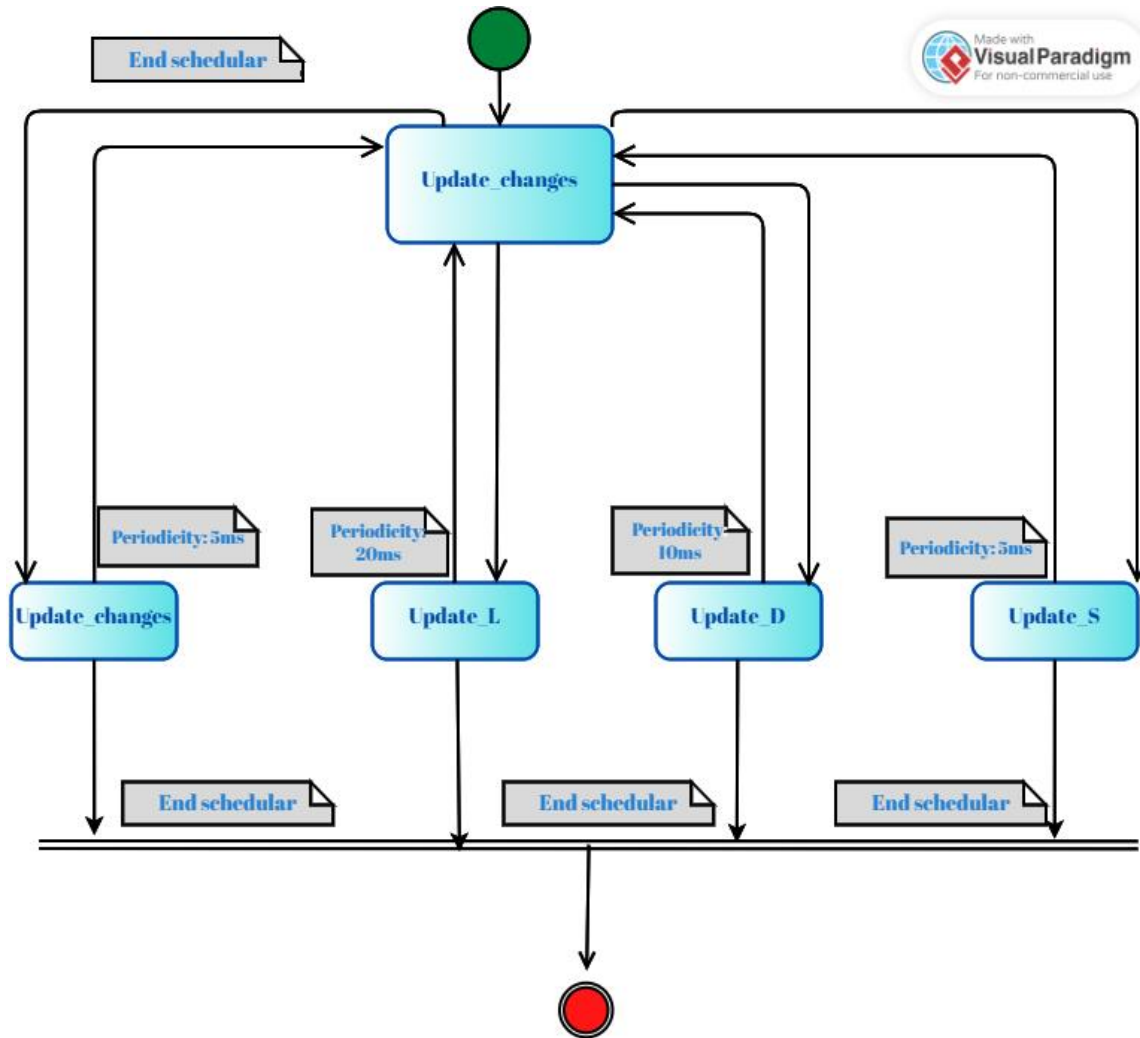 End schedular
Made with
Visual Paradigm
For non-commercial use
Update_changes
Periodicity: 5ms
Periodicity:
20ms
Periodicity
10ms
Periodicity: 5ms
Update_changes
Update_L
Update_D
Update_S
End schedular
End schedular
End schedular